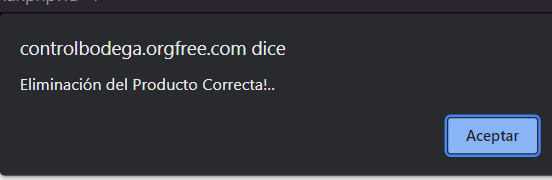 controlbodega.orgfree.com dice
Eliminación del Producto Correcta!..
Aceptar